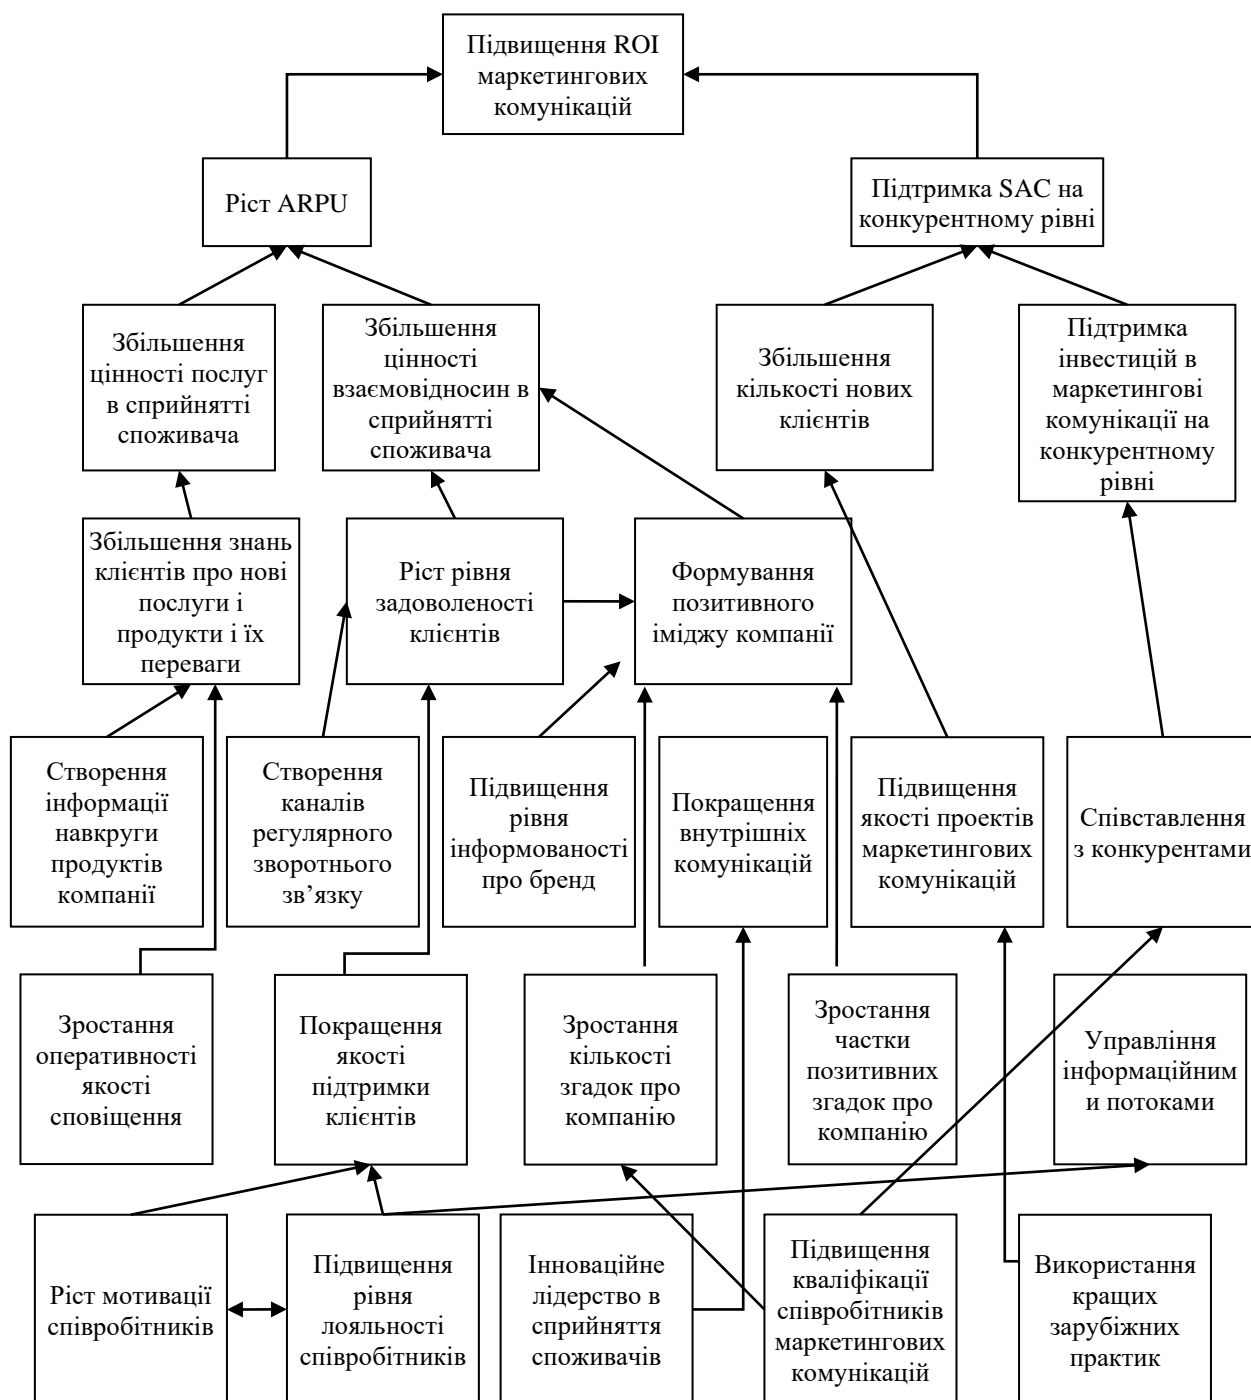 Підвищення ROI
маркетингових
комунікацій
Ріст ARPU
Підтримка SAC на
конкурентному рівні
Збільшення
цінності послуг
в сприйнятті
споживача
Збільшення
цінності
взаємовідносин в
сприйнятті
споживача
Збільшення
кількості нових
клієнтів
Підтримка
інвестицій в
маркетингові
комунікації на
конкурентному
рівні
Збільшення знань
клієнтів про нові
послуги і
продукти і їх
переваги
Ріст рівня
задоволеності
клієнтів
Формування
позитивного
іміджу компанії
Створення
інформації
навкруги
продуктів
компанії
Створення
каналів
регулярного
зворотнього
зв’язку
Підвищення
рівня
інформованості
про бренд
Покращення
внутрішніх
комунікацій
Підвищення
якості проектів
маркетингових
комунікацій
Співставлення
з конкурентами
Зростання
оперативності
якості
сповіщення
Покращення
якості
підтримки
клієнтів
Зростання
кількості
згадок про
компанію
Зростання
частки
позитивних
згадок про
компанію
Управління
інформаційним
и потоками
Ріст мотивації
співробітників
Підвищення
рівня
лояльності
співробітників
Інноваційне
лідерство в
сприйняття
споживачів
Підвищення
кваліфікації
співробітників
маркетингових
комунікацій
Використання
кращих
зарубіжних
практик